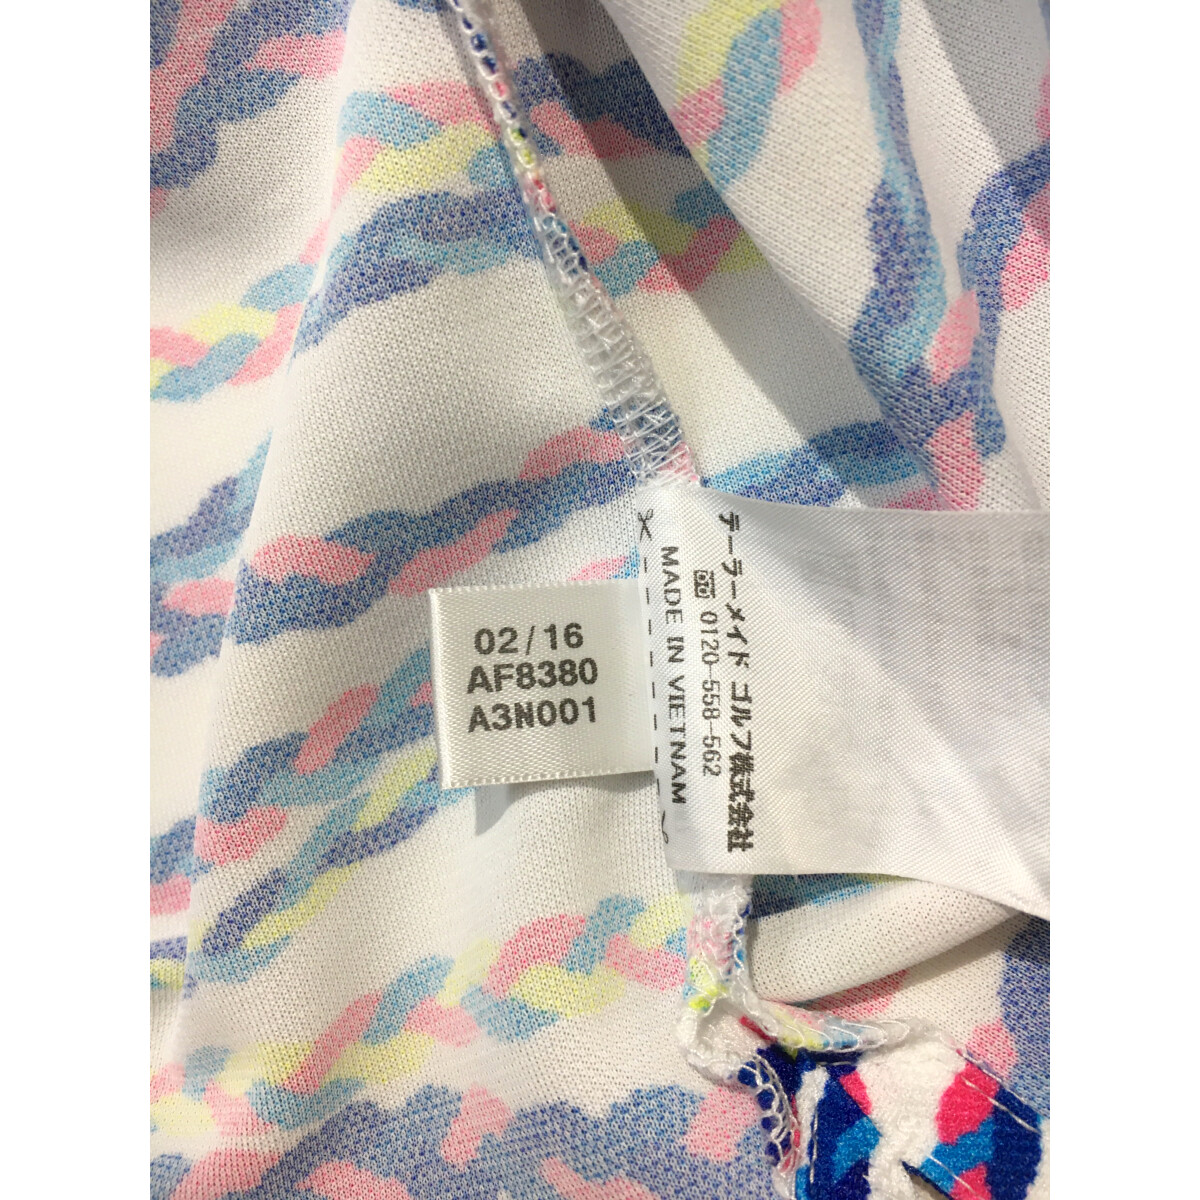 02/16
AF8380
A3N001
テーラーメイド ゴルフ株式会社
0120-558-562
MADE IN VIETNAM